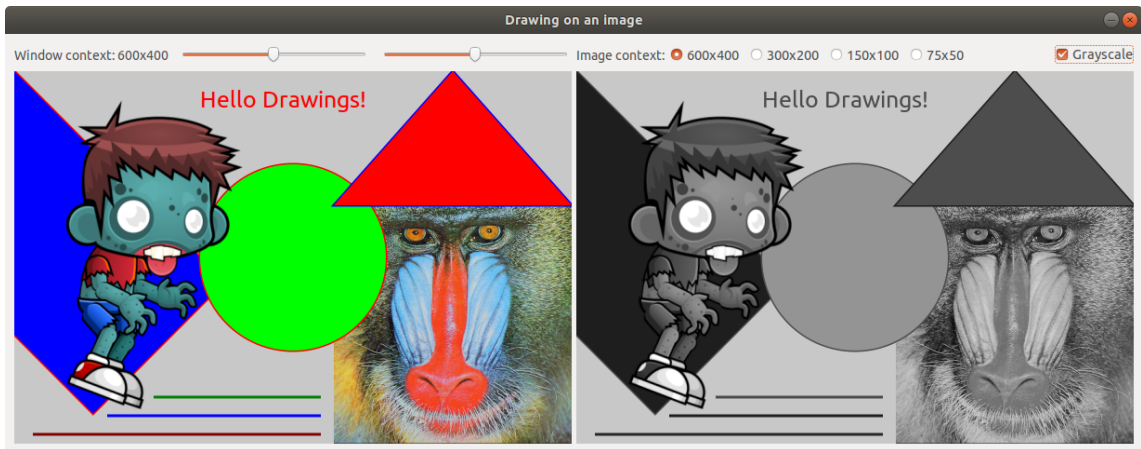 Drawing on an image
Window context: 600x400 Image context: 600x400 300x200 150x100 75x50 Grayscale
Hello Drawings! Hello Drawings!